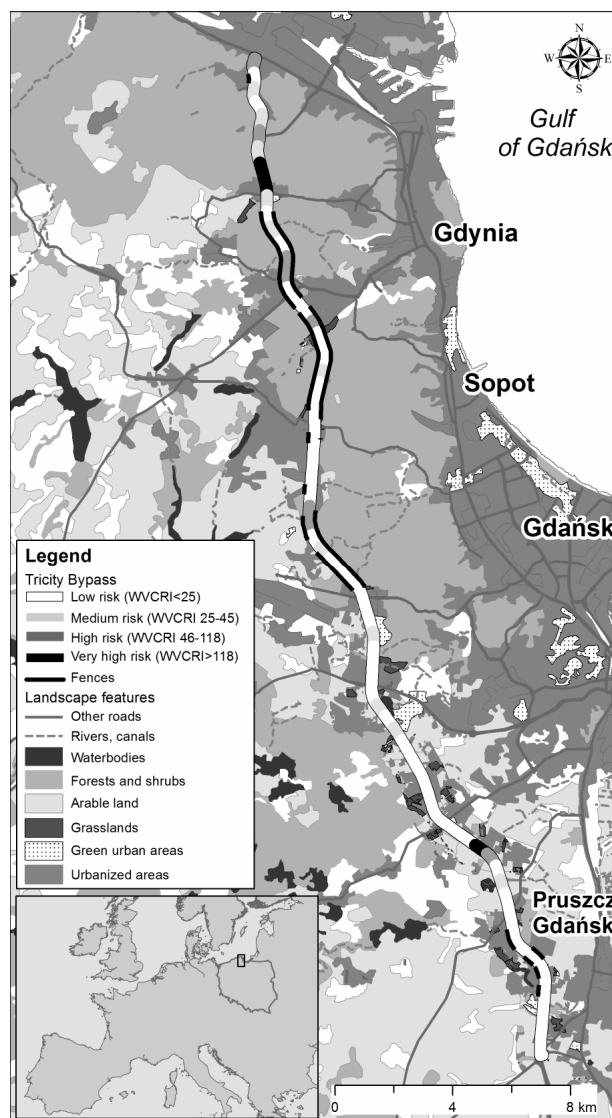 N
W E
S
Gulf
of Gdańsk
Gdynia
Sopot
Gdańsk
Legend
Tricity Bypass
Low risk (WVCRI<25)
Medium risk (WVCRI 25-45)
High risk (WVCRI 46-118)
Very high risk (WVCRI>118)
Fences
Landscape features
Other roads
Rivers, canals
Waterbodies
Forests and shrubs
Arable land
Grasslands
Green urban areas
Urbanized areas
Pruszcz
Gdański
0 4 8 km